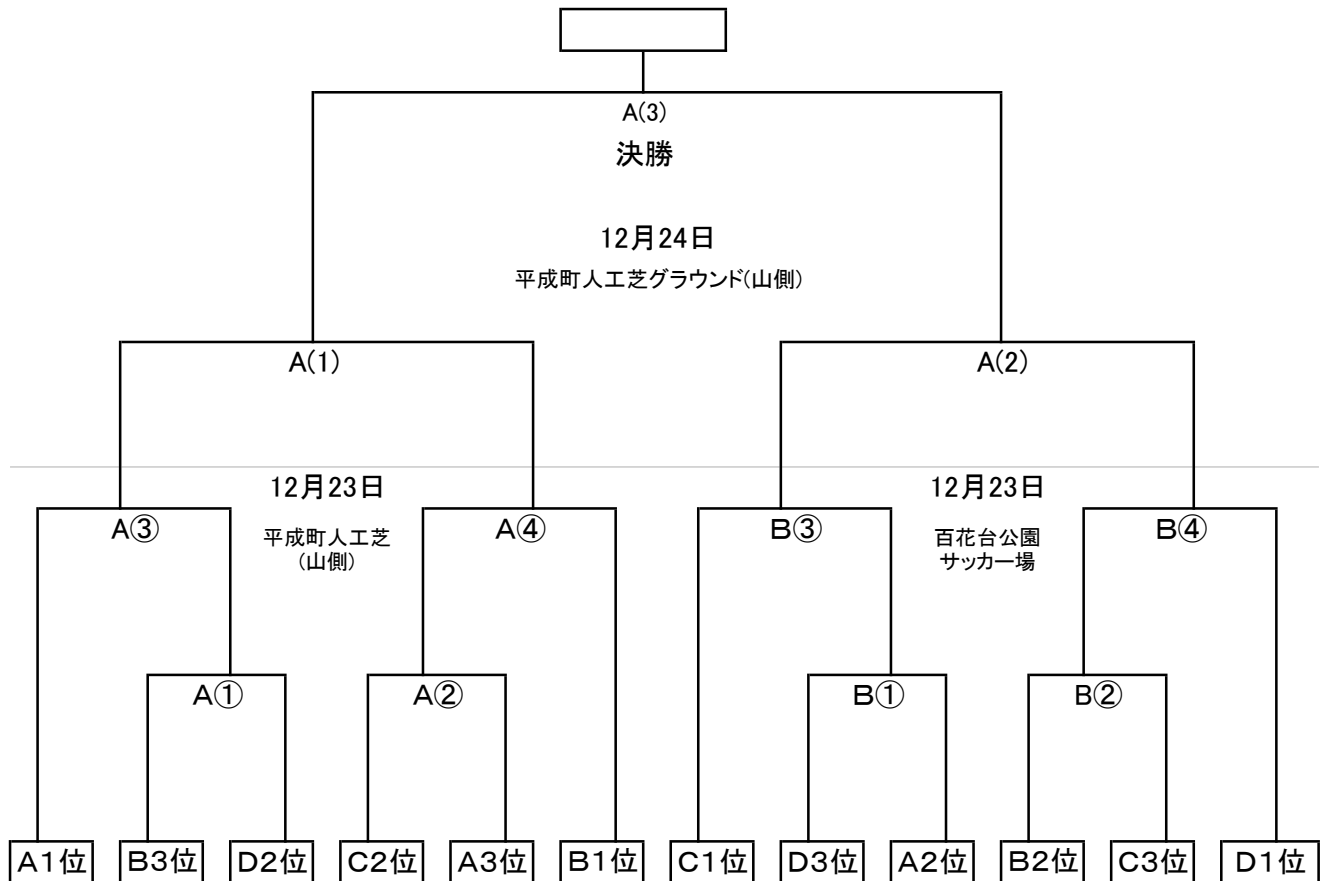 A(3)
決勝
12月24日
平成町人工芝グラウンド(山側)
A(1)
A(2)
12月23日
12月23日
A③
平成町人工芝
(山側)
A④
B③
百花台公園
サッカー場
B④
A①
A②
B①
B②
A1位
B3位
D2位
C2位
A3位
B1位
C1位
D3位
A2位
B2位
C3位
D1位